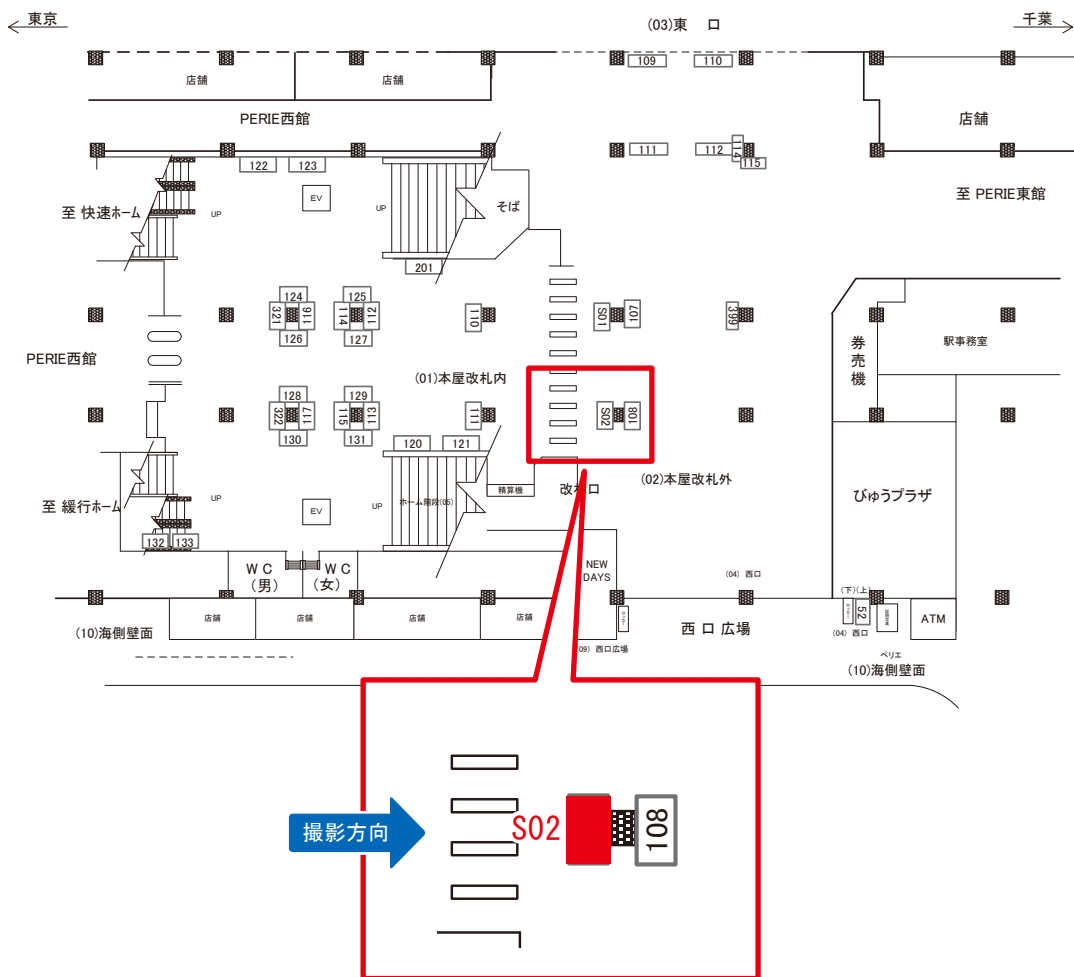 東京
(03)東 口
千葉
109
110
店舗
店舗
PERIE西館
店舗
122
123
111
112
114
115
EV
UP
UP
そば
至 快速ホーム
至 PERIE東館
201
124
125
321
116
114
112
110
S01
107
399
126
127
券売機
駅事務室
PERIE西館
(01)本屋改札内
128
129
322
117
115
113
111
S02
108
130
131
120
121
(02)本屋改札外
精算機
改札口
びゅうプラザ
至 緩行ホーム
UP
EV
UP
ホーム階段(05)
132
133
WC
(男)
WC
(女)
NEW
DAYS
(04) 西口
(下)(上)
(10)海側壁面
店舗
店舗
店舗
店舗
西 口 広場
52
ATM
(04) 西口
(09) 西口広場
ペリエ
(10)海側壁面
撮影方向
S02
108